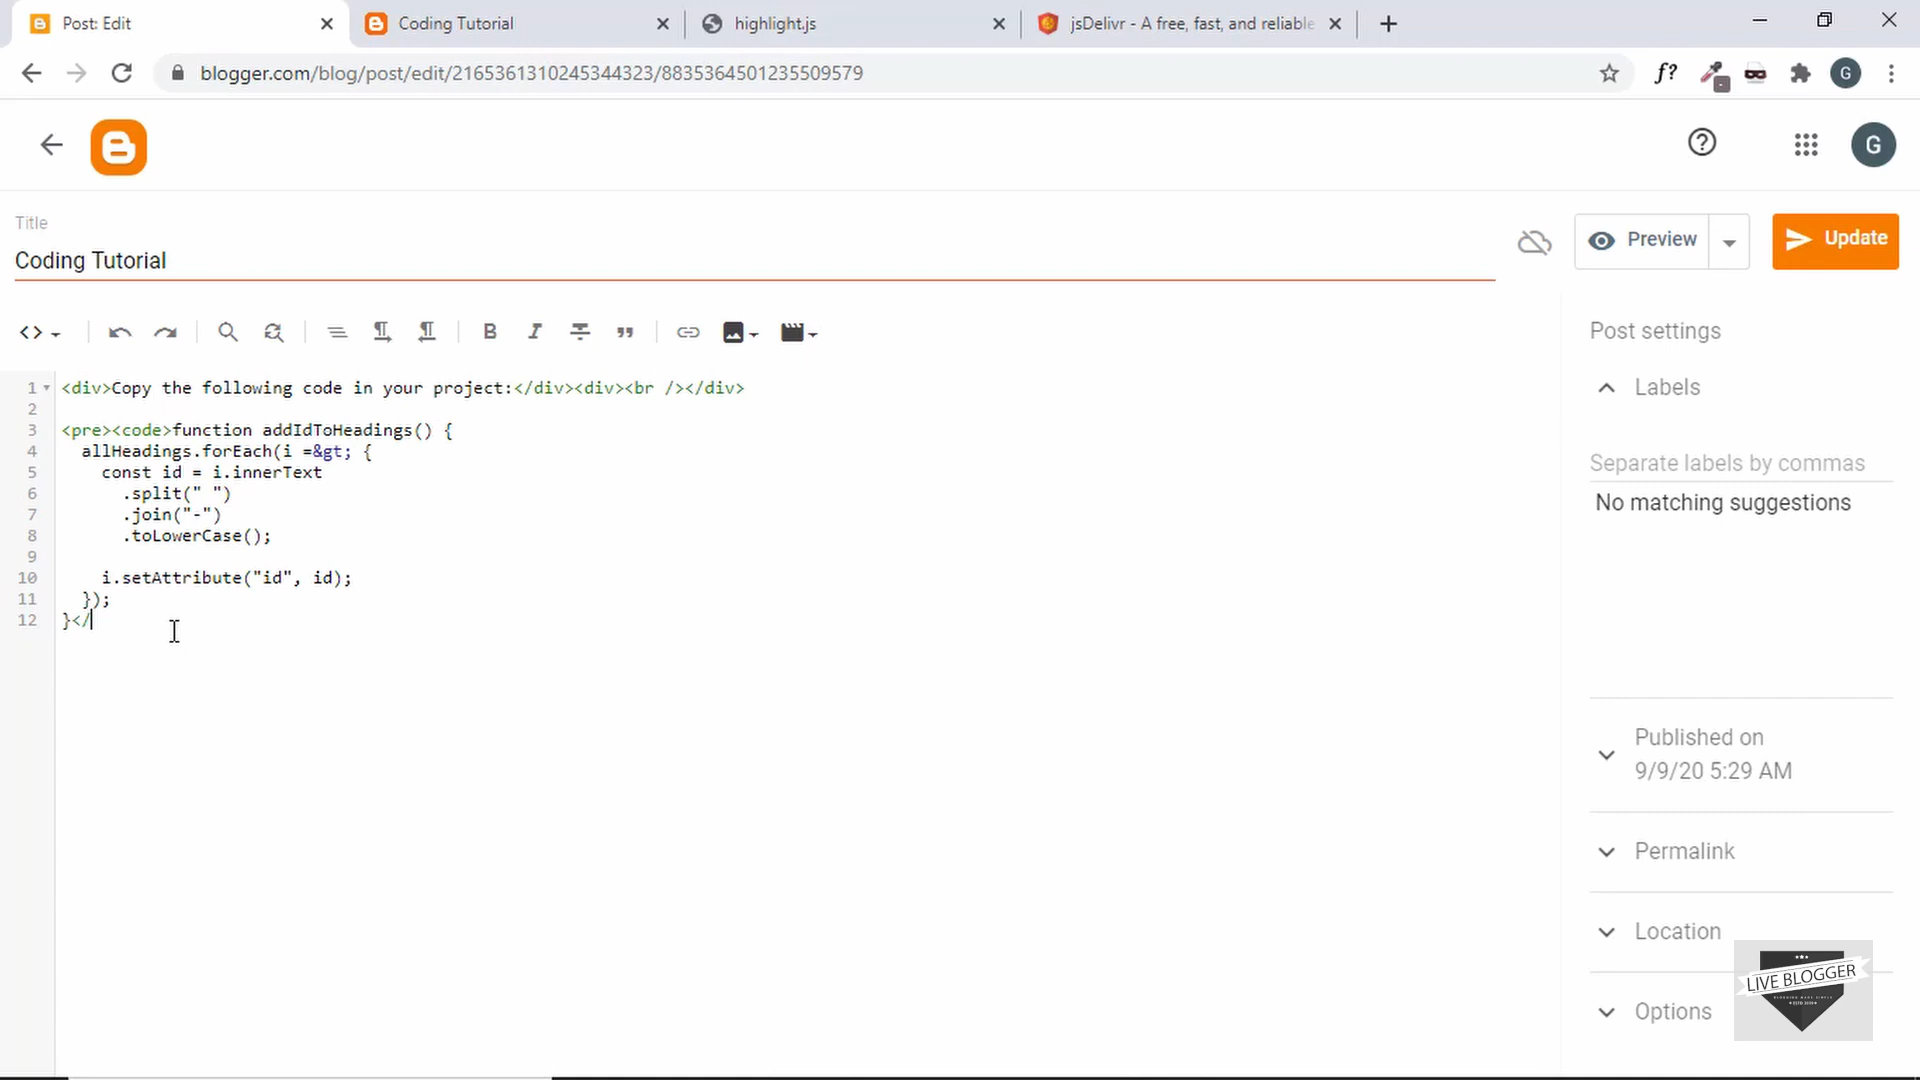 Post: Edit
Coding Tutorial
highlight.js
jsDelivr - A free, fast, and reliable
blogger.com/blog/post/edit/2165361310245344323/8835364501235509579
f?
G
G
Title
Coding Tutorial
Preview
Update
B
I
1 <div>Copy the following code in your project:</div><div><br /></div>
2
3 <pre><code>function addIdToHeadings() {
4 allHeadings.forEach(i =&gt; {
5 const id = i.innerText
6 .split(" ")
7 .join("-")
8 .toLowerCase();
9
10 i.setAttribute("id", id);
11 });
12 }</
Post settings
Labels
Separate labels by commas
No matching suggestions
Published on
9/9/20 5:29 AM
Permalink
Location
Options
LIVE BLOGGER